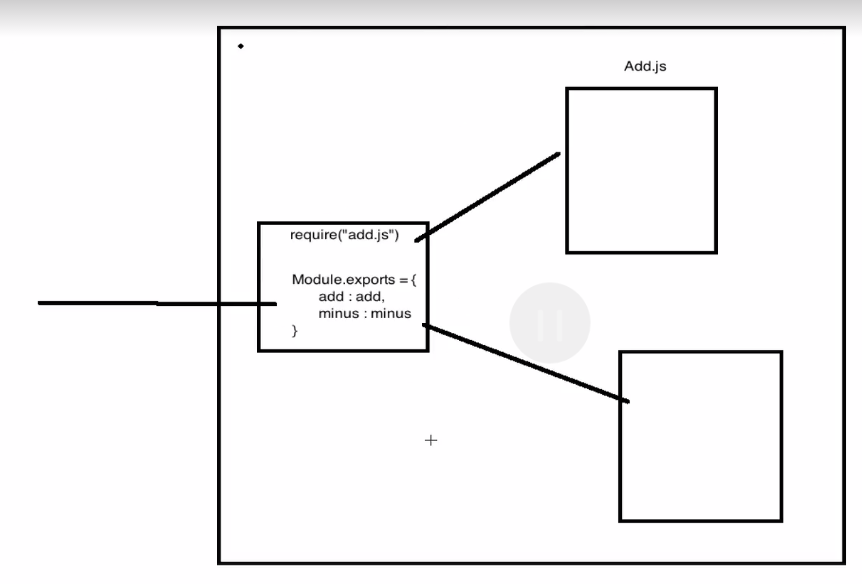 Add.js
require("add.js")
Module.exports = {
add : add,
minus : minus
}